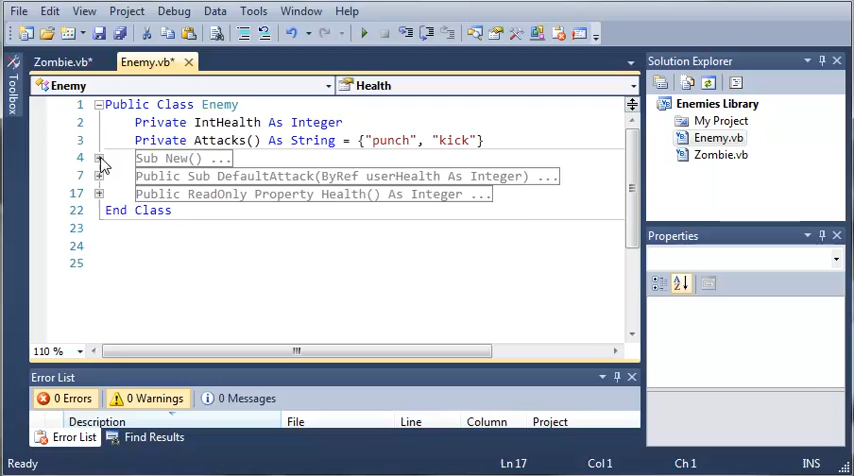 File Edit View Project Debug Data Tools Window Help
Zombie.vb* Enemy.vb* Solution Explorer
Toolbox
Enemy Health
1 Public Class Enemy
2 Private IntHealth As Integer
3 Private Attacks() As String = {"punch", "kick"}
4 Sub New() ...
7 Public Sub DefaultAttack(ByRef userHealth As Integer) ...
17 Public ReadOnly Property Health() As Integer ...
22 End Class
23
24
25
110 %
Enemies Library
My Project
Enemy.vb
Zombie.vb
Properties
Error List
0 Errors 0 Warnings 0 Messages
Description File Line Column Project
Error List Find Results
Ready Ln 17 Col 1 Ch 1 INS